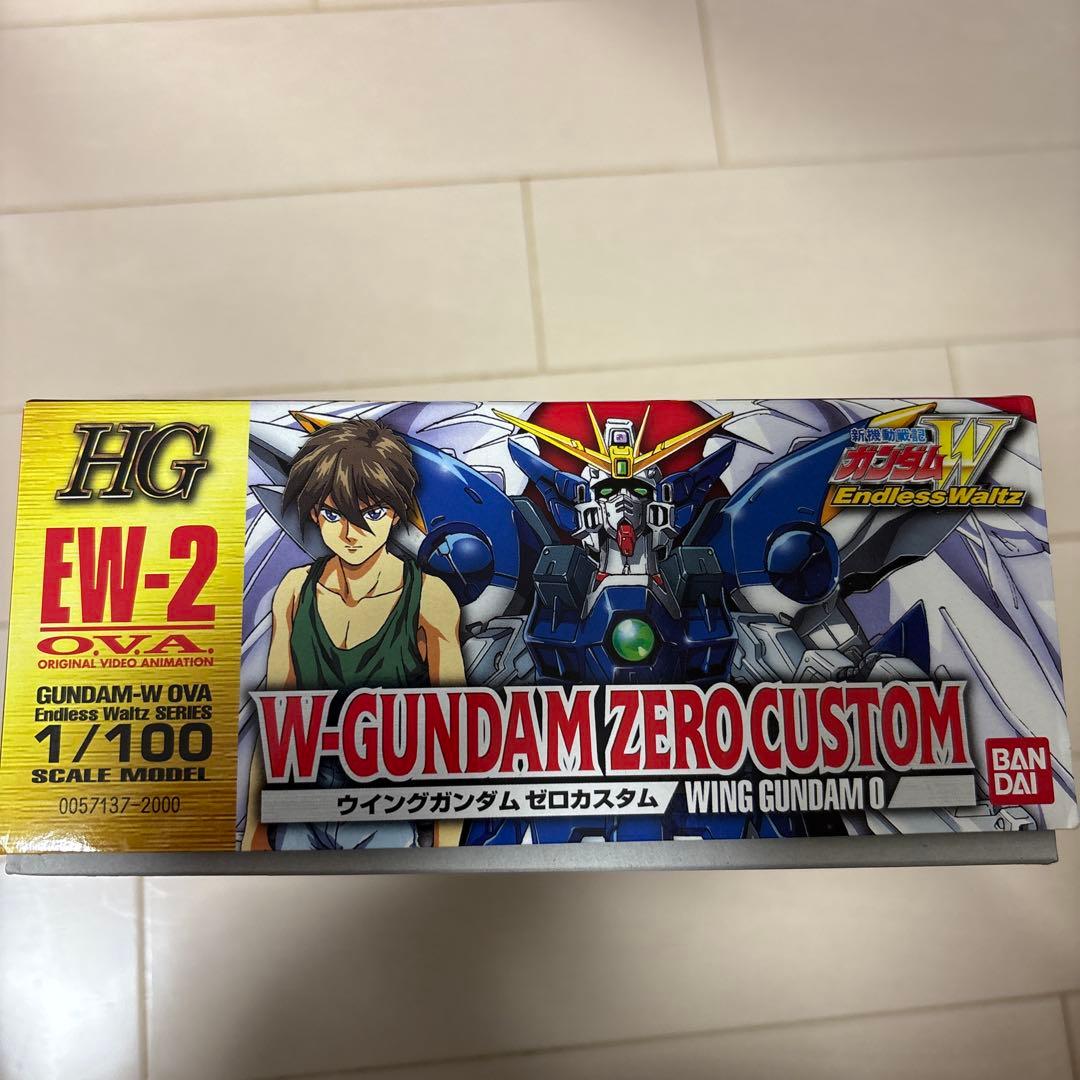 HG
EW-2
O.V.A.
ORIGINAL VIDEO ANIMATION
GUNDAM-W OVA
Endless Waltz SERIES
1/100
SCALE MODEL
0057137-2000
新機動戦記
ガンダムW
Endless Waltz
W-GUNDAM ZERO CUSTOM
ウイングガンダム ゼロカスタム
WING GUNDAM 0
BAN
DAI